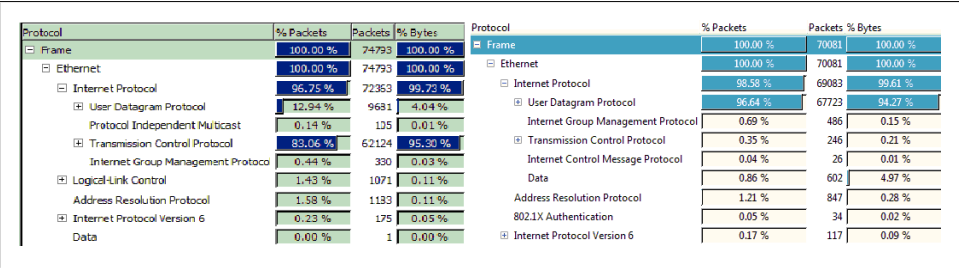 Protocol % Packets Packets % Bytes
Frame 100.00 % 74793 100.00 %
Ethernet 100.00 % 74793 100.00 %
Internet Protocol 96.75 % 72363 99.73 %
User Datagram Protocol 12.94 % 9681 4.04 %
Protocol Independent Multicast 0.14 % 105 0.01 %
Transmission Control Protocol 83.06 % 62124 95.30 %
Internet Group Management Protoco 0.44 % 330 0.03 %
Logical-Link Control 1.43 % 1071 0.11 %
Address Resolution Protocol 1.58 % 1183 0.11 %
Internet Protocol Version 6 0.23 % 175 0.05 %
Data 0.00 % 1 0.00 %
Protocol % Packets Packets % Bytes
Frame 100.00 % 70081 100.00 %
Ethernet 100.00 % 70081 100.00 %
Internet Protocol 98.58 % 69083 99.61 %
User Datagram Protocol 96.64 % 67723 94.27 %
Internet Group Management Protocol 0.69 % 486 0.15 %
Transmission Control Protocol 0.35 % 246 0.21 %
Internet Control Message Protocol 0.04 % 26 0.01 %
Data 0.86 % 602 4.97 %
Address Resolution Protocol 1.21 % 847 0.28 %
802.1X Authentication 0.05 % 34 0.02 %
Internet Protocol Version 6 0.17 % 117 0.09 %